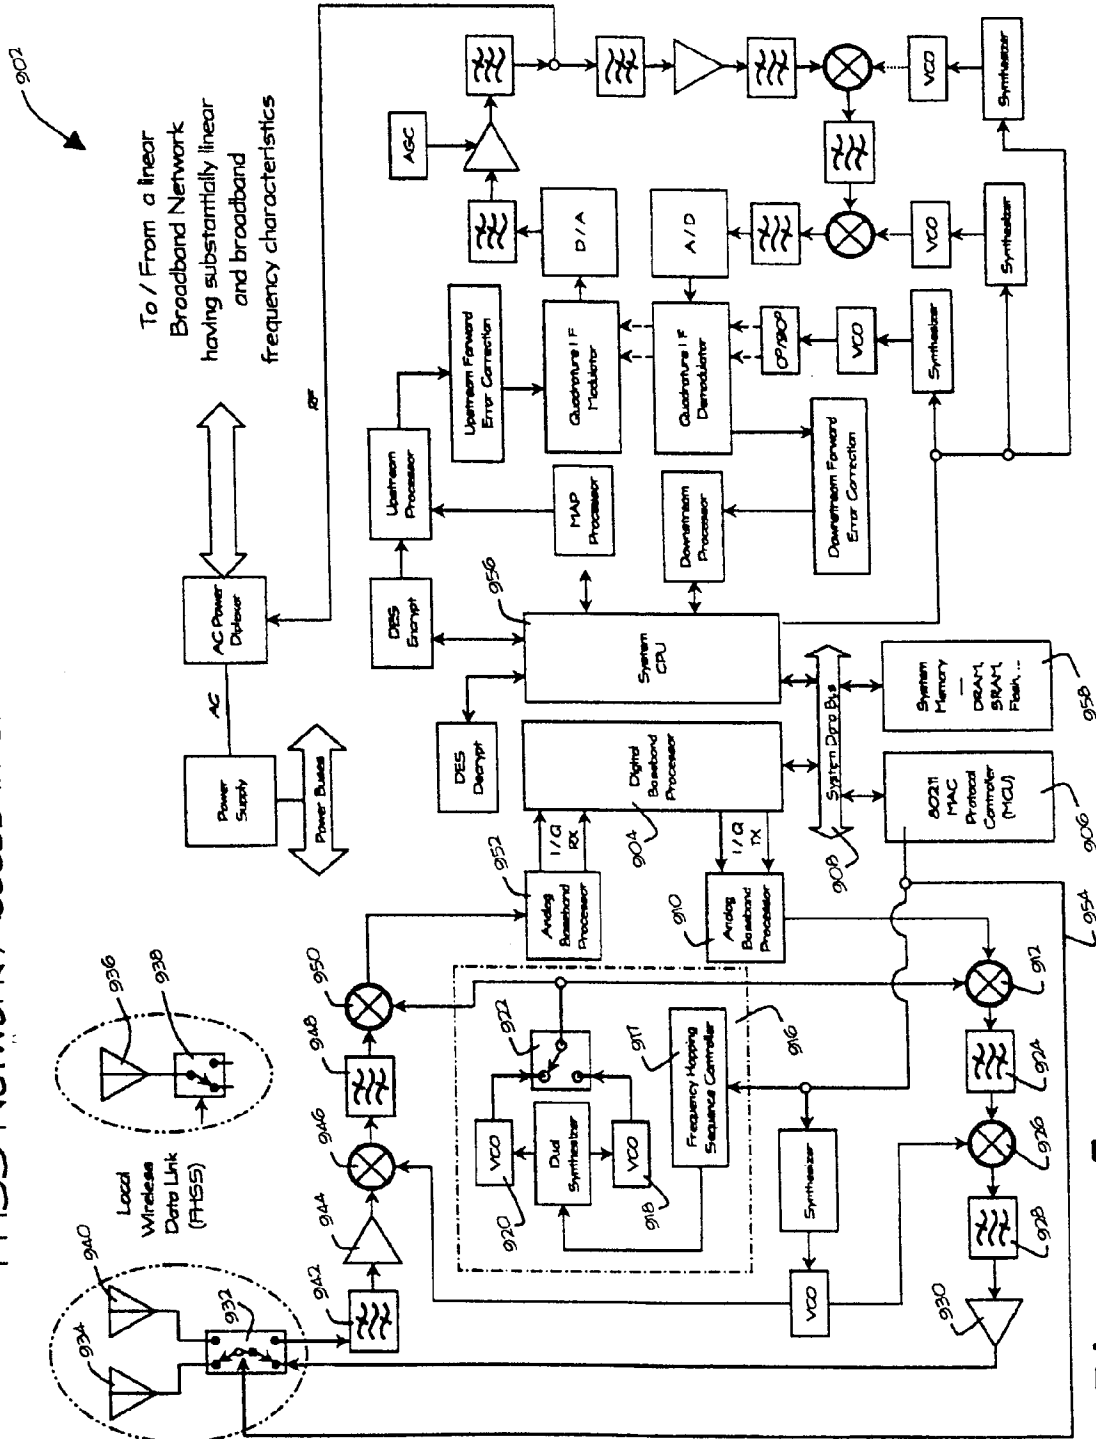 902
To / From a linear
Broadband Network
having substantially linear
and broadband
frequency characteristics
AC Power
Diplexer
AC
Power
Supply
Power Buses
RF
AGC
D / A
A / D
Upstream Forward
Error Correction
Quadrature I F
Modulator
Quadrature I F
Demodulator
0°/90°
VCO
Synthesizer
VCO
Synthesizer
VCO
Synthesizer
Upstream
Processor
MAP
Processor
Downstream
Processor
Downstream Forward
Error Correction
DES
Encrypt
956
System
CPU
DES
Decrypt
Digital
Baseband
Processor
904
System Data Bus
908
System
Memory
—
DRAM,
SRAM,
Flash, ...
958
802.11
MAC
Protocol
Controller
(MCU)
906
952
I / Q
RX
Analog
Baseband
Processor
I / Q
TX
910
Analog
Baseband
Processor
954
936
938
Local
Wireless
Data Link
(FHSS)
940
934
932
942
944
946
948
950
922
VCO
920
Dual
Synthesizer
VCO
918
917
Frequency Hopping
Sequence Controller
916
Synthesizer
VCO
912
924
926
928
930